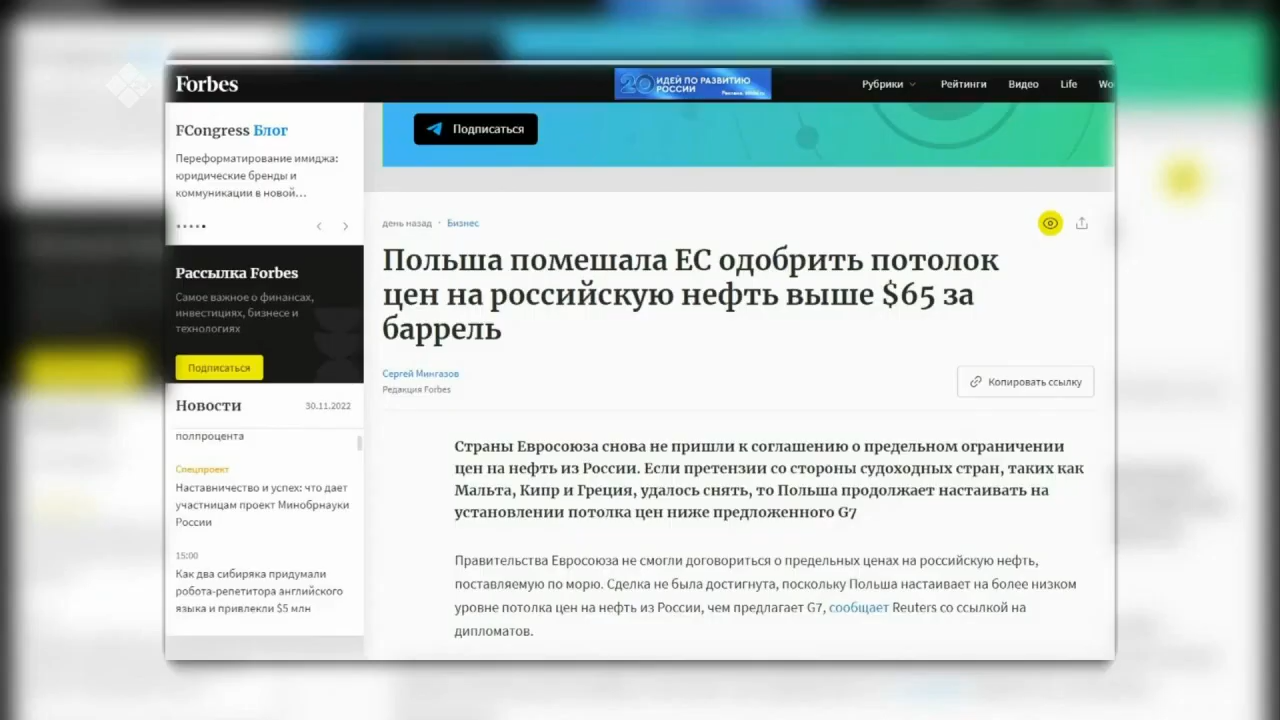 Forbes
20 ИДЕЙ ПО РАЗВИТИЮ
РОССИИ
Рубрики
Рейтинги
Видео
Life
Wo
FCongress Блог
Переформатирование имиджа:
юридические бренды и
коммуникации в новой...
Подписаться
Рассылка Forbes
Самое важное о финансах,
инвестициях, бизнесе и
технологиях
Подписаться
Новости
30.11.2022
полпроцента
Спецпроект
Наставничество и успех: что дает
участницам проект Минобрнауки
России
15:00
Как два сибиряка придумали
робота-репетитора английского
языка и привлекли $5 млн
день назад · Бизнес
Польша помешала ЕС одобрить потолок
цен на российскую нефть выше $65 за
баррель
Сергей Мингазов
Редакция Forbes
Копировать ссылку
Страны Евросоюза снова не пришли к соглашению о предельном ограничении
цен на нефть из России. Если претензии со стороны судоходных стран, таких как
Мальта, Кипр и Греция, удалось снять, то Польша продолжает настаивать на
установлении потолка цен ниже предложенного G7
Правительства Евросоюза не смогли договориться о предельных ценах на российскую нефть,
поставляемую по морю. Сделка не была достигнута, поскольку Польша настаивает на более низком
уровне потолка цен на нефть из России, чем предлагает G7, сообщает Reuters со ссылкой на
дипломатов.